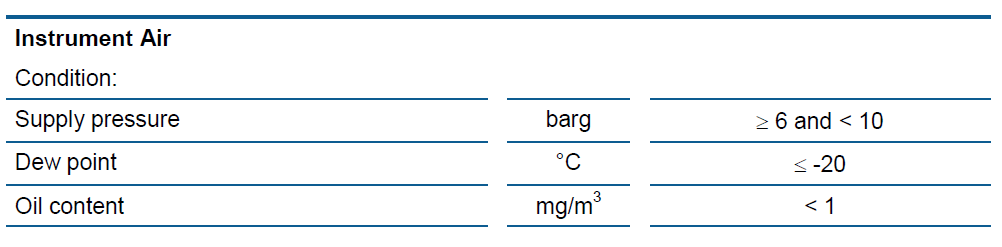 Instrument Air
Condition:
Supply pressure barg ≥ 6 and < 10
Dew point °C ≤ -20
Oil content mg/m³ < 1